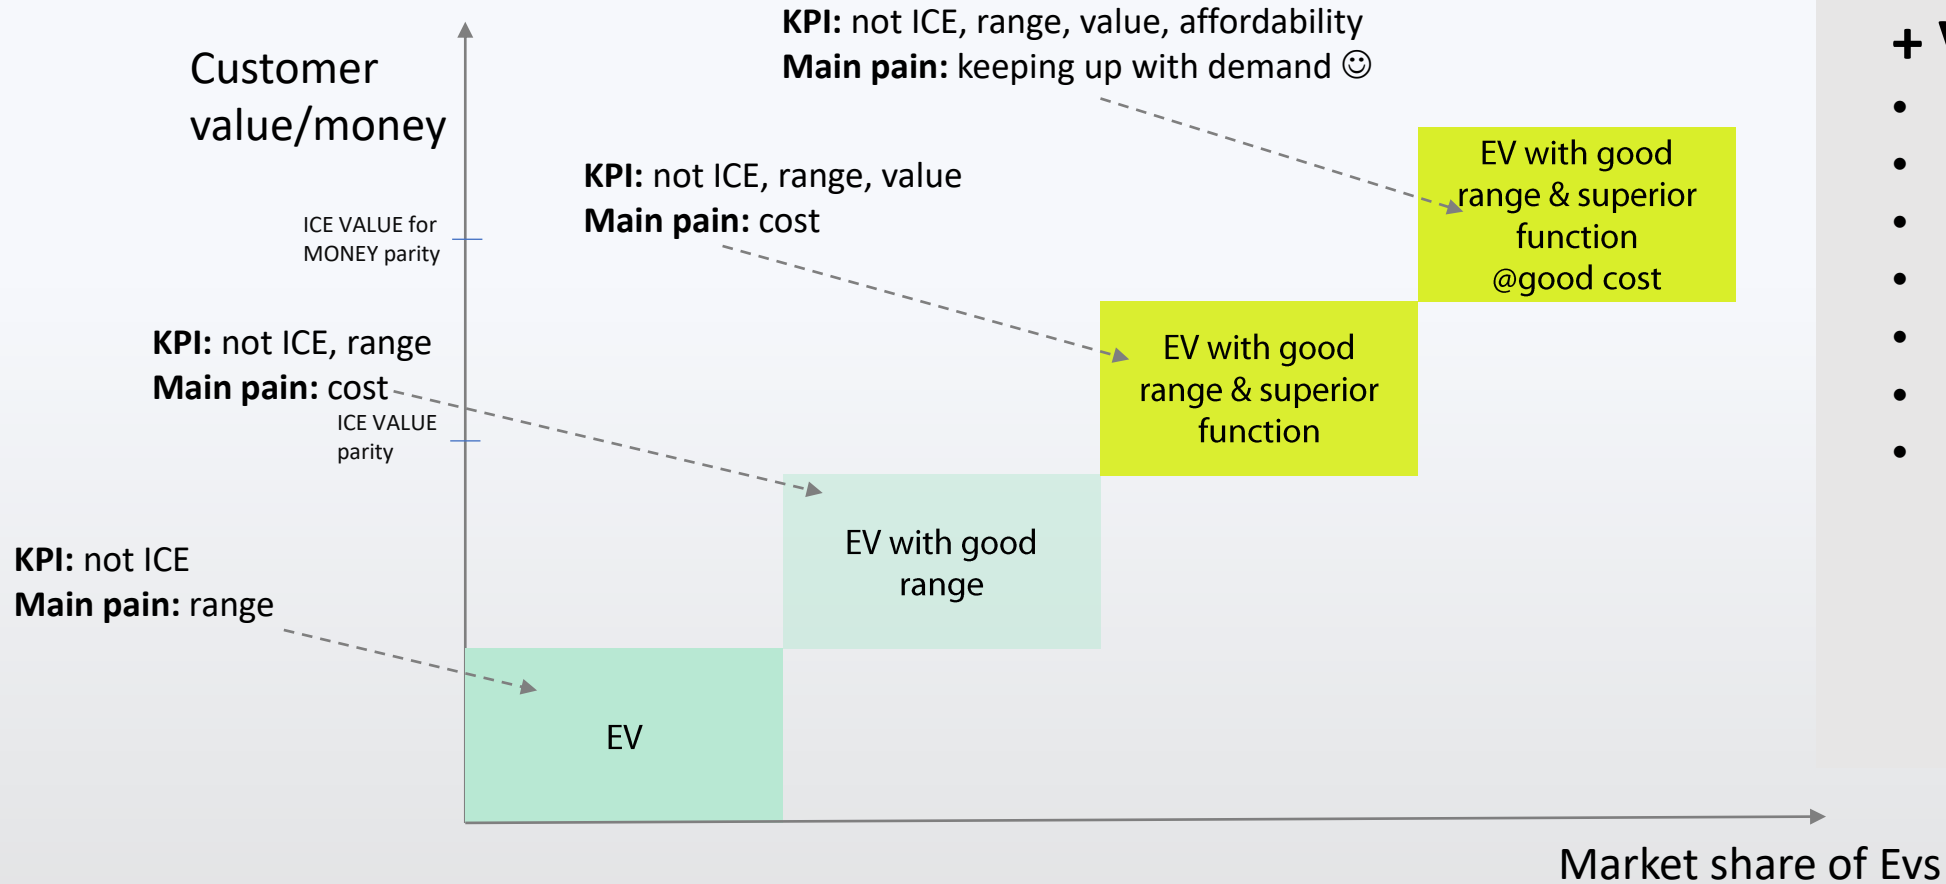 KPI: not ICE, range, value, affordability
Main pain: keeping up with demand ☺
+
Customer
value/money
EV with good
range & superior
function
@good cost
KPI: not ICE, range, value
Main pain: cost
ICE VALUE for
MONEY parity
KPI: not ICE, range
Main pain: cost
EV with good
range & superior
function
ICE VALUE
parity
EV with good
range
KPI: not ICE
Main pain: range
EV
Market share of Evs